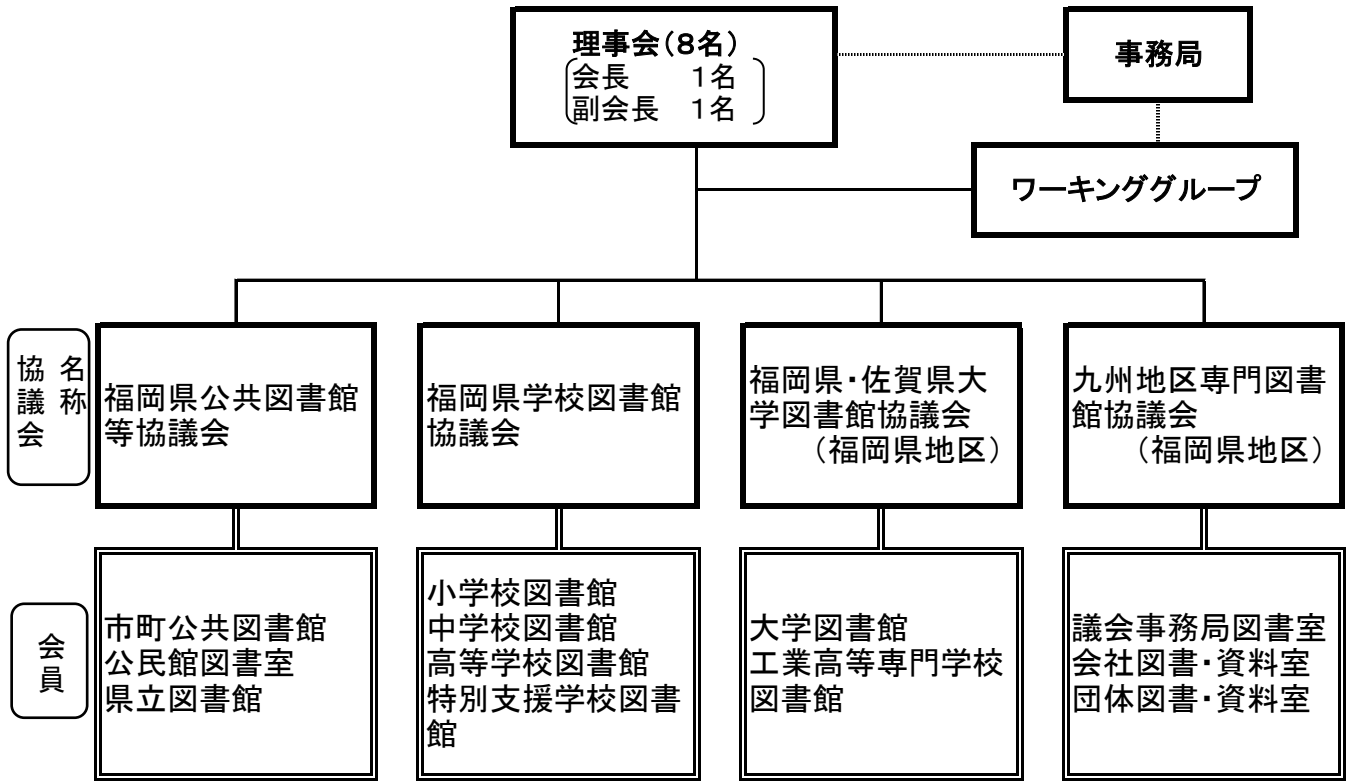 理事会(8名)
会長　　1名
副会長　1名
事務局
ワーキンググループ
協議会
名称
福岡県公共図書館
等協議会
福岡県学校図書館
協議会
福岡県・佐賀県大
学図書館協議会
(福岡県地区)
九州地区専門図書
館協議会
(福岡県地区)
会員
市町公共図書館
公民館図書室
県立図書館
小学校図書館
中学校図書館
高等学校図書館
特別支援学校図書
館
大学図書館
工業高等専門学校
図書館
議会事務局図書室
会社図書・資料室
団体図書・資料室